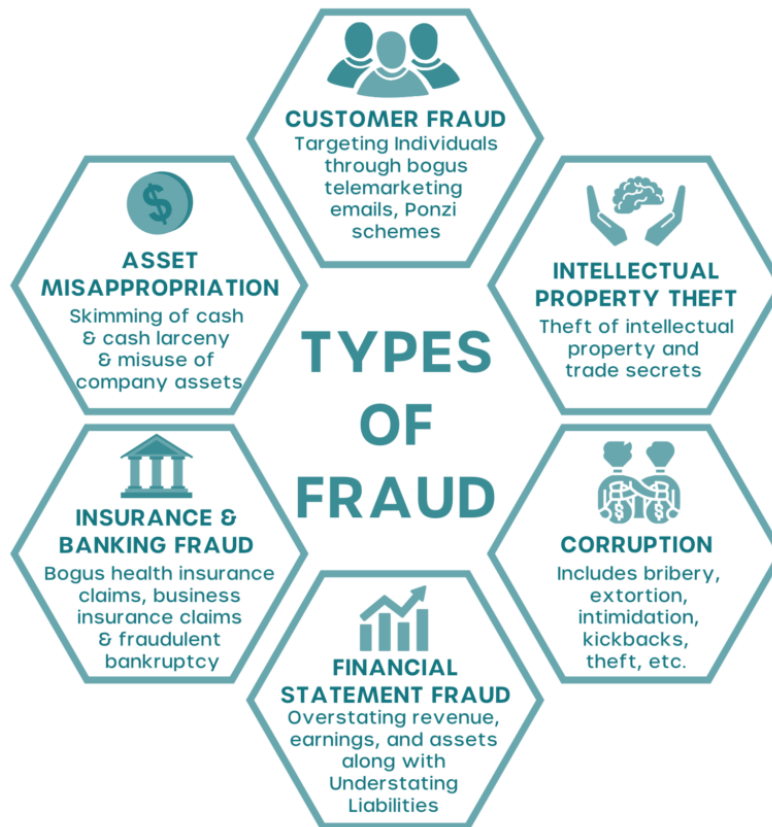 CUSTOMER FRAUD
Targeting Individuals
through bogus
telemarketing
emails, Ponzi
schemes
ASSET
MISAPPROPRIATION
Skimming of cash
& cash larceny
& misuse of
company assets
INTELLECTUAL
PROPERTY THEFT
Theft of intellectual
property and
trade secrets
TYPES
OF
FRAUD
INSURANCE &
BANKING FRAUD
Bogus health insurance
claims, business
insurance claims
& fraudulent
bankruptcy
CORRUPTION
Includes bribery,
extortion,
intimidation,
kickbacks,
theft, etc.
FINANCIAL
STATEMENT FRAUD
Overstating revenue,
earnings, and assets
along with
Understating
Liabilities